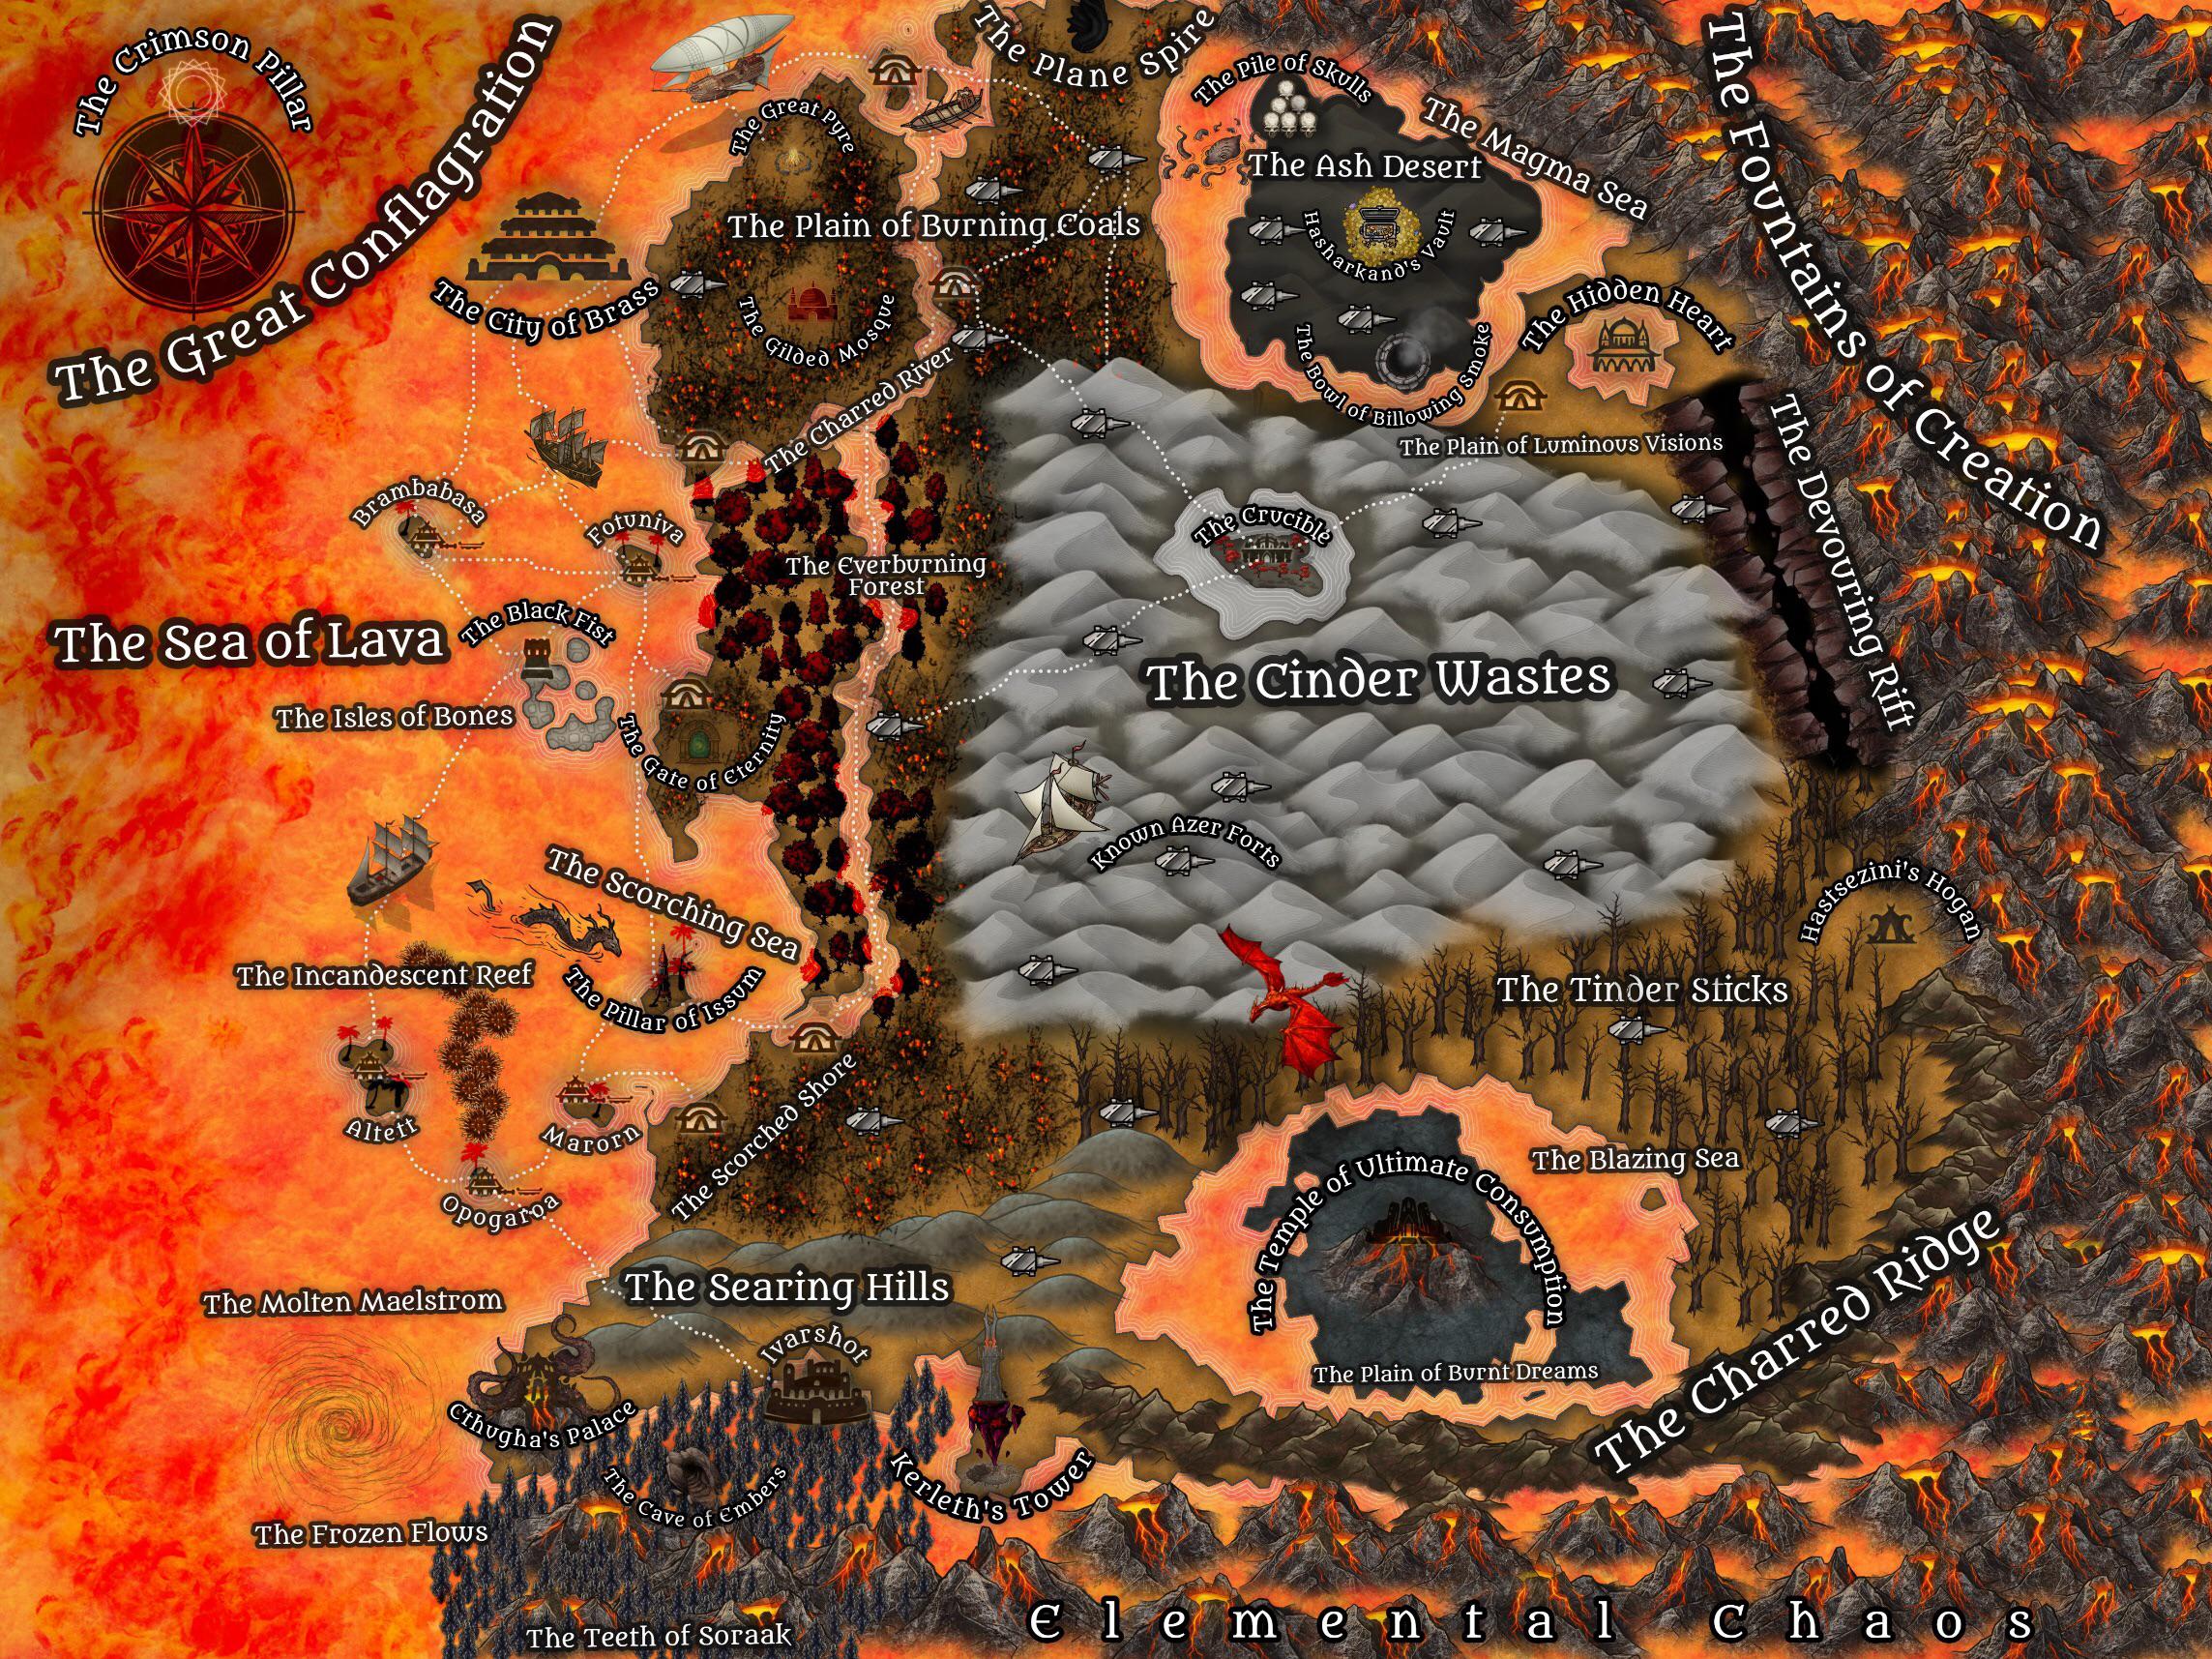 The Crimson Pillar
The Great Conflagration
The Plane Spire
The Pile of Skulls
The Magma Sea
The Fountains of Creation
The Great Pyre
The Ash Desert
The Plain of Burning Coals
Hasharkand's Vault
The City of Brass
The Gilded Mosque
The Hidden Heart
The Bowl of Billowing Smoke
The Charred River
The Plain of Luminous Visions
The Devouring Rift
Brambabasa
Fotuniva
The Crucible
The Everburning
Forest
The Black Fist
The Sea of Lava
The Cinder Wastes
The Isles of Bones
The Gate of Eternity
Known Azer Forts
The Scorching Sea
Hastsezini's Hogan
The Incandescent Reef
The Pillar of Issum
The Tinder Sticks
Altett
Marorn
The Scorched Shore
Opogaroa
The Blazing Sea
The Temple of Ultimate Consumption
The Searing Hills
The Molten Maelstrom
Ivarshot
The Charred Ridge
The Plain of Burnt Dreams
Cthugha's Palace
The Cave of Embers
Kerleth's Tower
The Frozen Flows
The Teeth of Soraak
Elemental Chaos